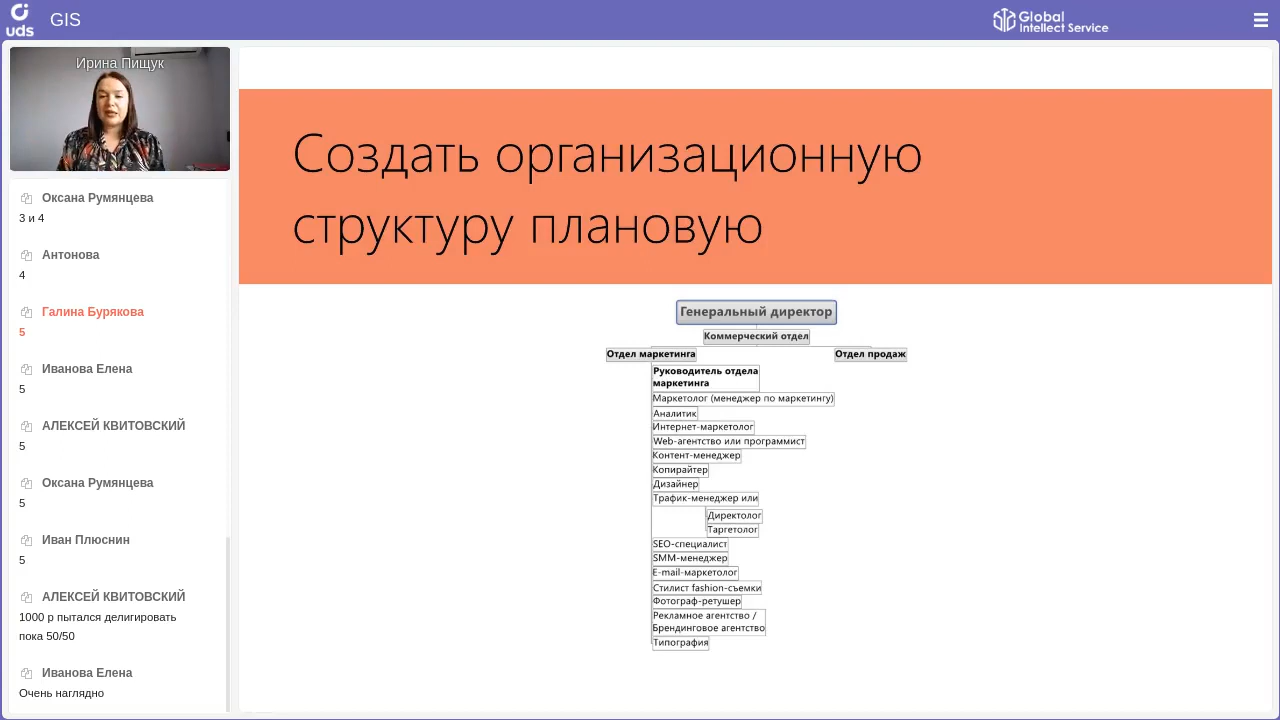 uds
GIS
Global
Intellect Service
Ирина Пищук
Оксана Румянцева
3 и 4
Антонова
4
Галина Бурякова
5
Иванова Елена
5
АЛЕКСЕЙ КВИТОВСКИЙ
5
Оксана Румянцева
5
Иван Плюснин
5
АЛЕКСЕЙ КВИТОВСКИЙ
1000 р пытался делигировать
пока 50/50
Иванова Елена
Очень наглядно
Создать организационную
структуру плановую
Генеральный директор
Коммерческий отдел
Отдел маркетинга
Отдел продаж
Руководитель отдела
маркетинга
Маркетолог (менеджер по маркетингу)
Аналитик
Интернет-маркетолог
Web-агентство или программист
Контент-менеджер
Копирайтер
Дизайнер
Трафик-менеджер или
Директолог
Таргетолог
SEO-специалист
SMM-менеджер
E-mail-маркетолог
Стилист fashion-съемки
Фотограф-ретушер
Рекламное агентство /
Брендинговое агентство
Типография